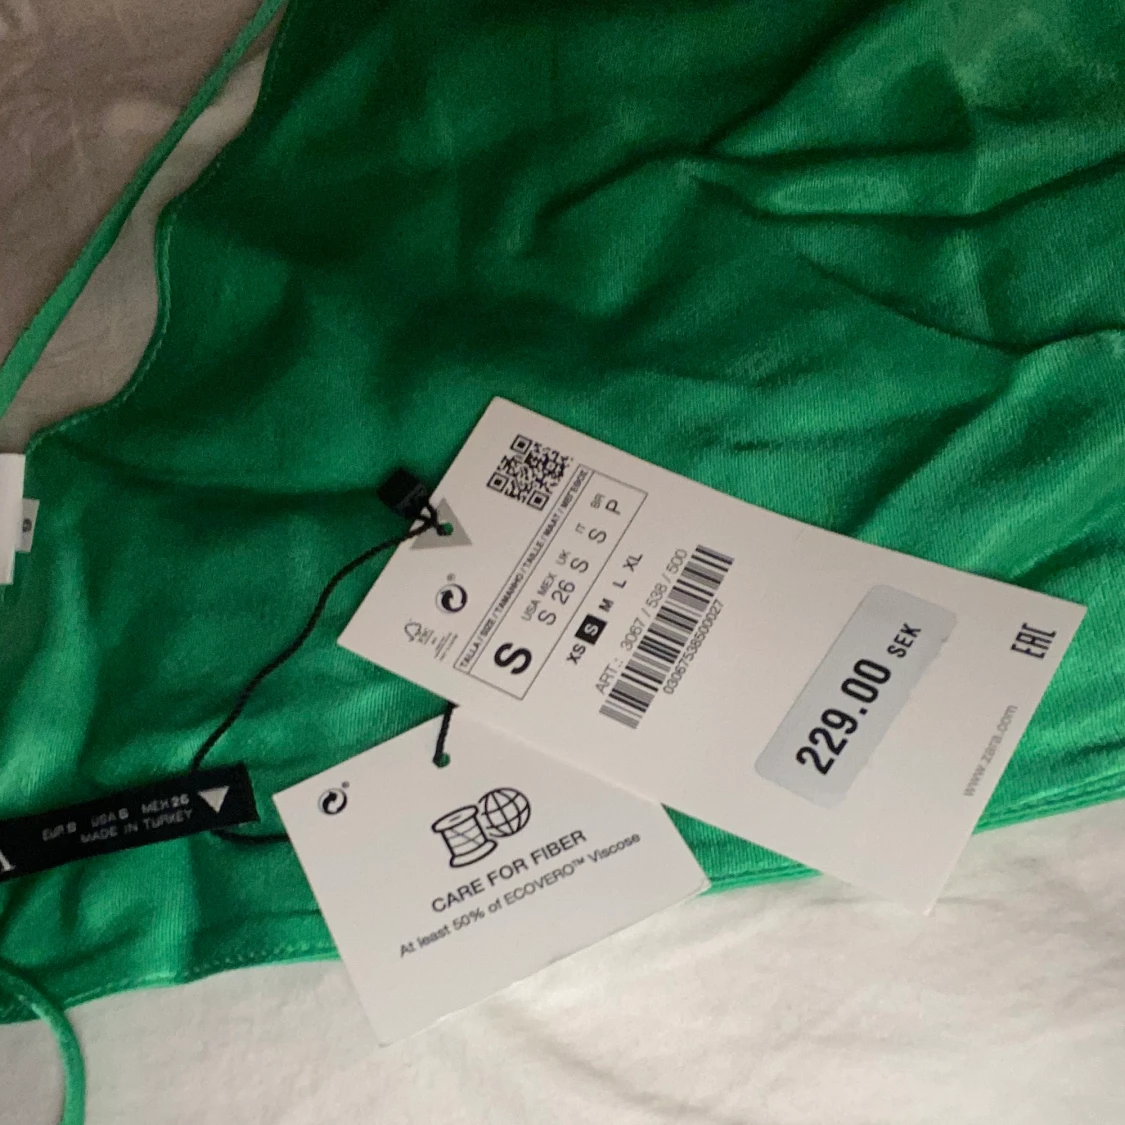 TALLA / SIZE / TAMANHO / TAILLE / MAAT / MBFBIBOE
USA MEX UK IT BR
S S 26 S S P
XS S M L XL
ART.: 3067 / 538 / 500
03067538500027
229.00 SEK
EAC
www.zara.com
EUR S USA S MEX 26
MADE IN TURKEY
CARE FOR FIBER
At least 50% of ECOVERO™ Viscose